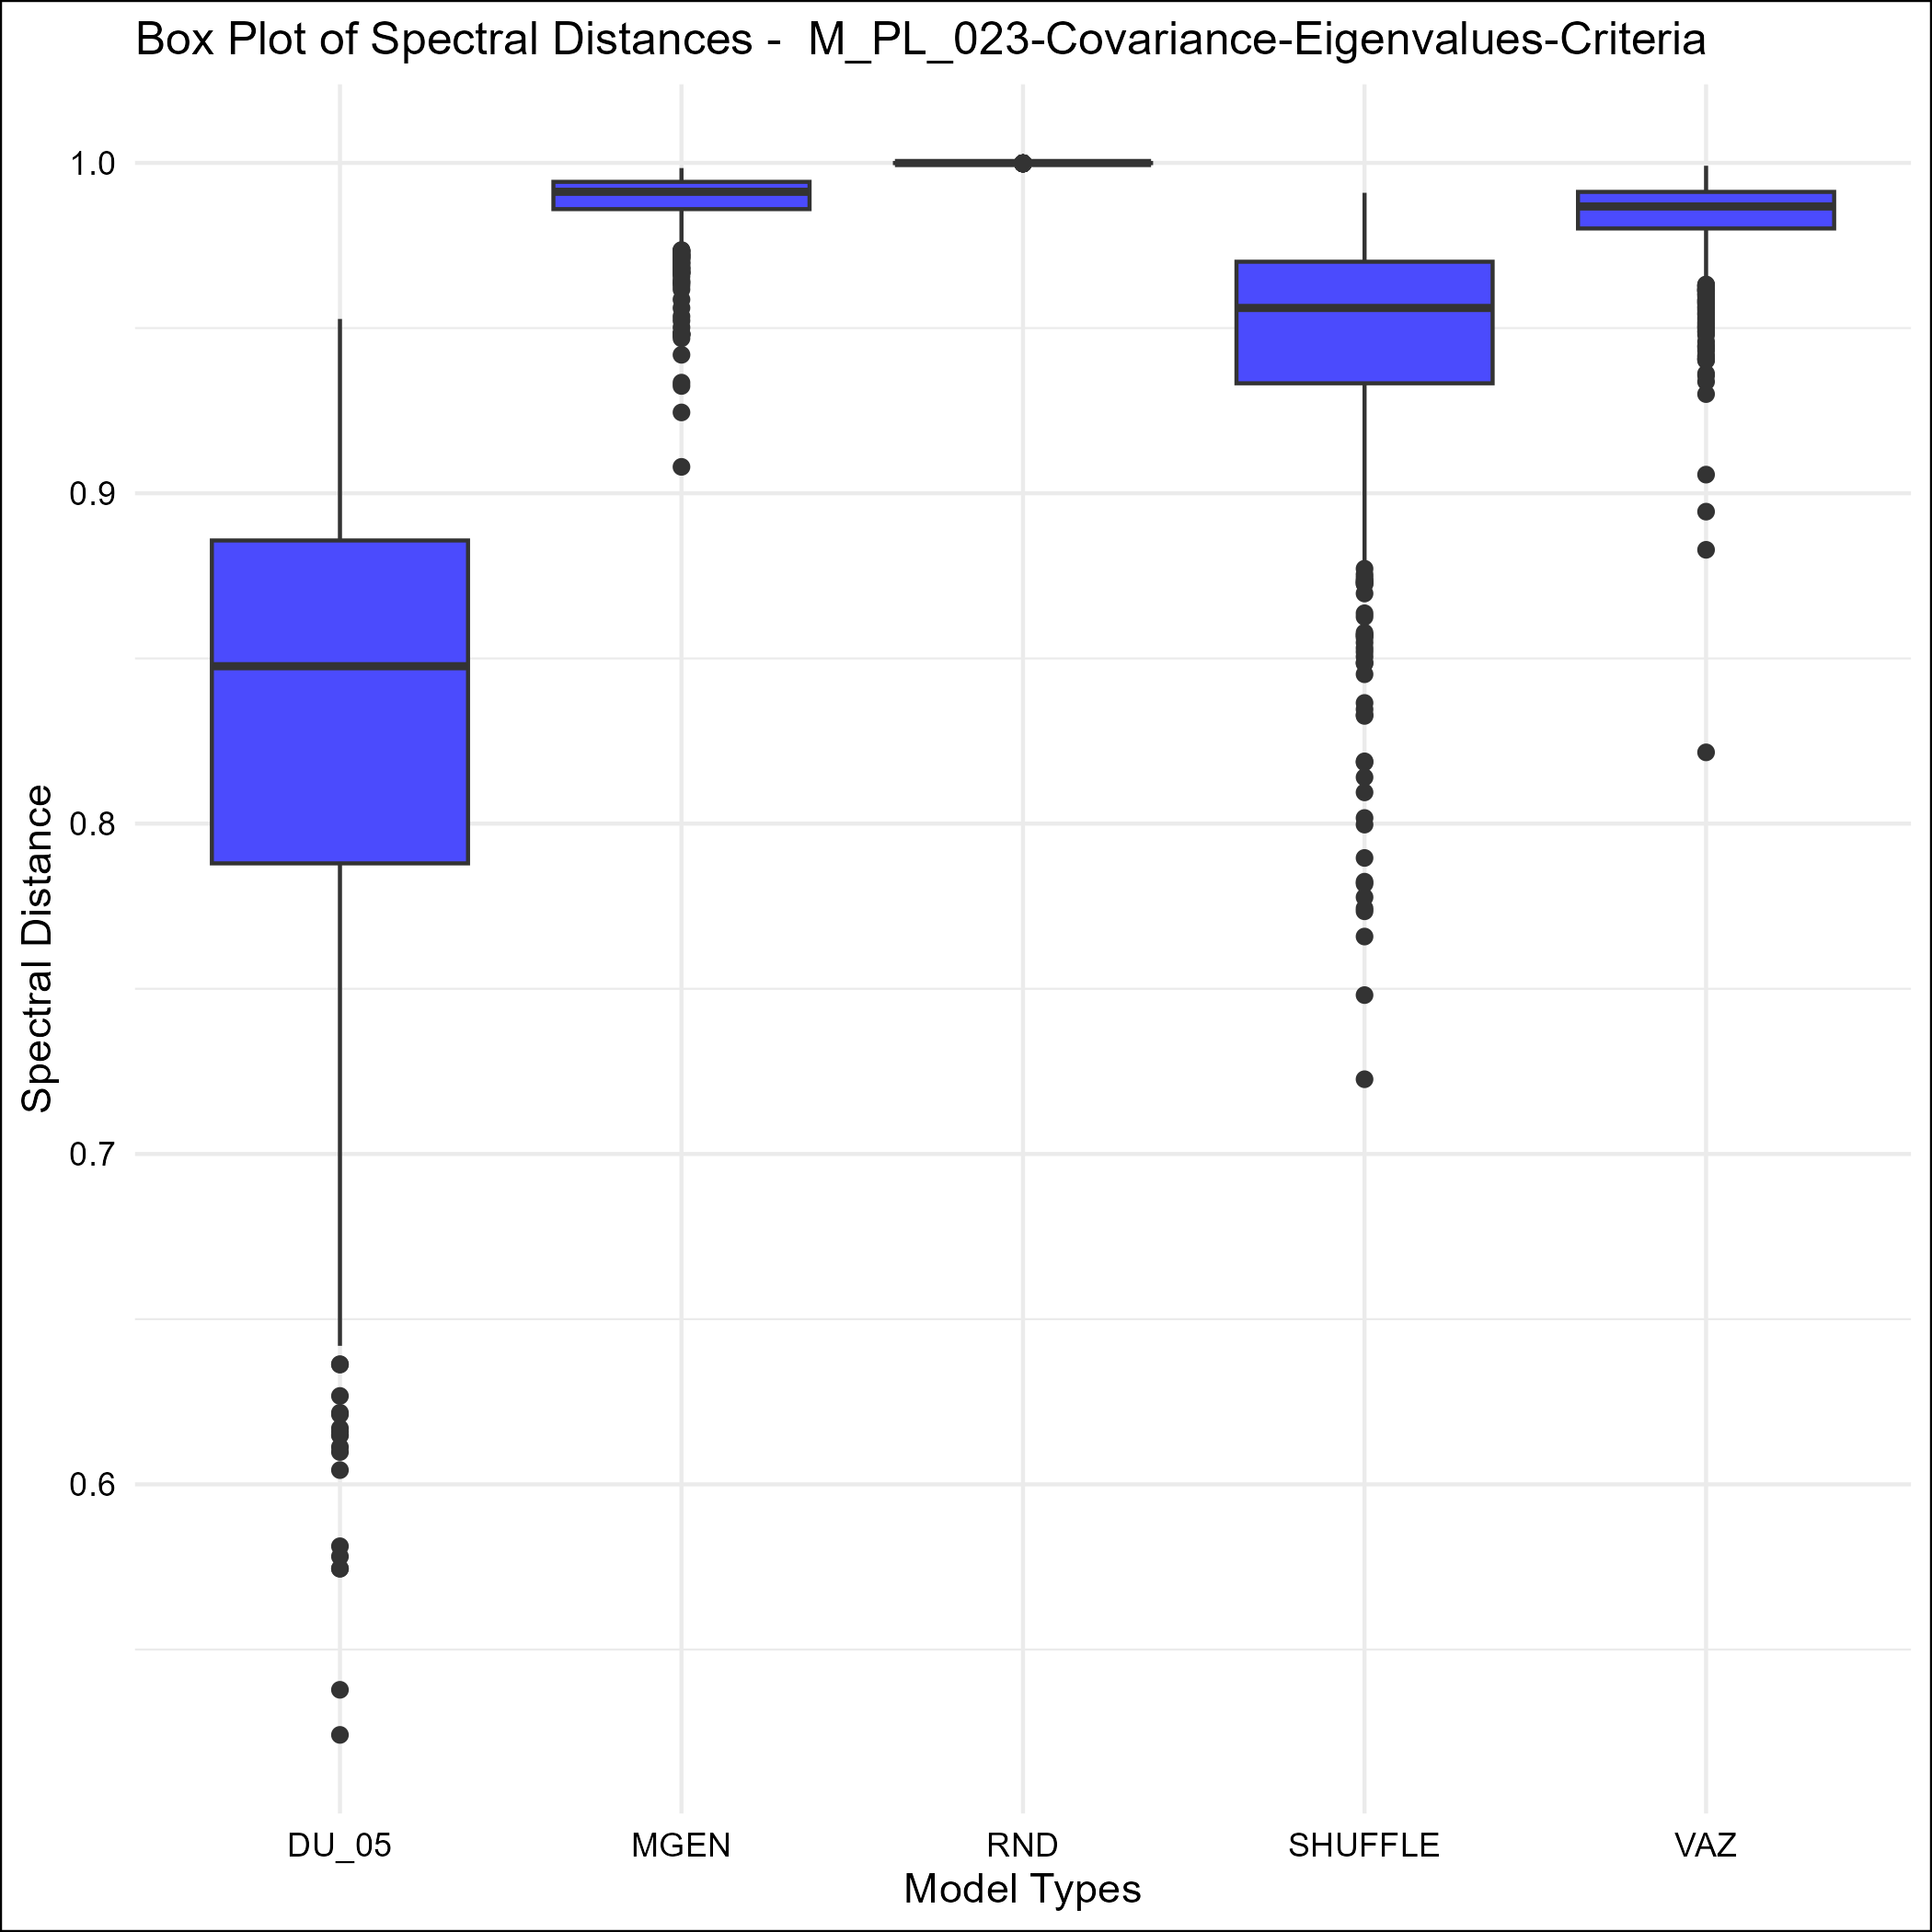 Box Plot of Spectral Distances -  M_PL_023-Covariance-Eigenvalues-Criteria
Spectral Distance
1.0
0.9
0.8
0.7
0.6
DU_05
MGEN
RND
SHUFFLE
VAZ
Model Types